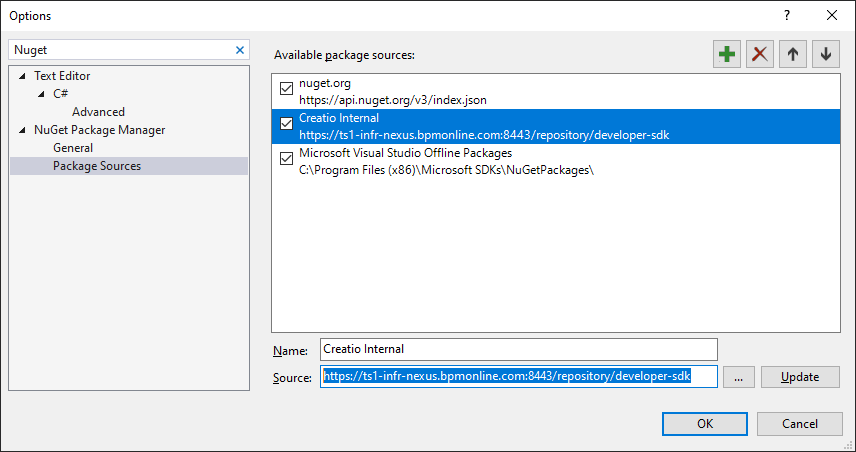 Options
?
Nuget
Text Editor
C#
Advanced
NuGet Package Manager
General
Package Sources
Available package sources:
nuget.org
https://api.nuget.org/v3/index.json
Creatio Internal
https://ts1-infr-nexus.bpmonline.com:8443/repository/developer-sdk
Microsoft Visual Studio Offline Packages
C:\Program Files (x86)\Microsoft SDKs\NuGetPackages\
Name: Creatio Internal
Source: https://ts1-infr-nexus.bpmonline.com:8443/repository/developer-sdk ... Update
OK Cancel